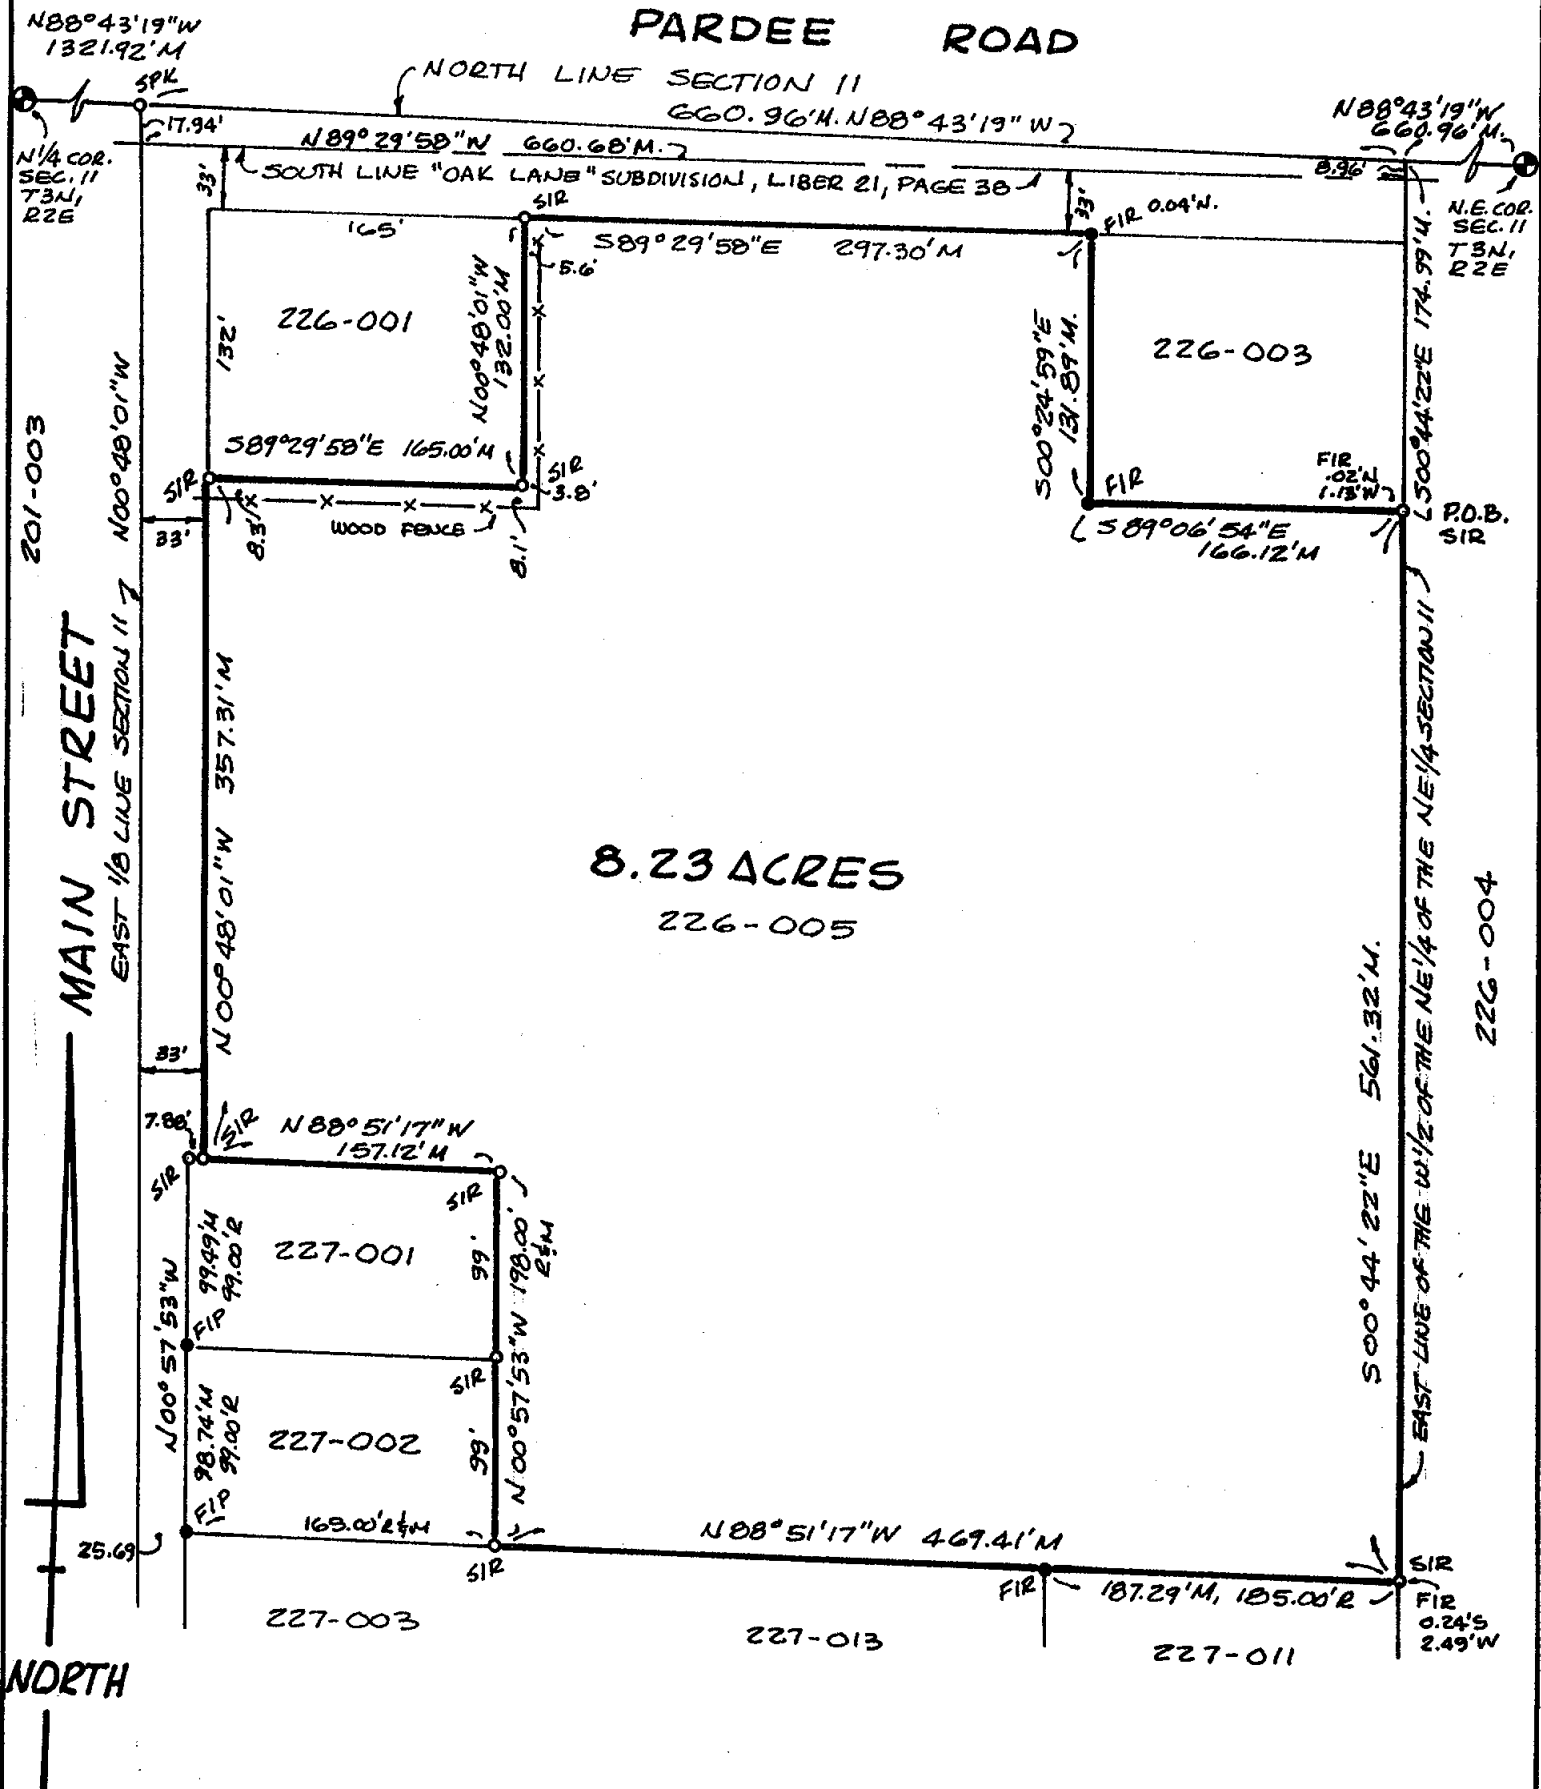 PARDEE ROAD
N88°43'19"W
1321.92'M
SPK
NORTH LINE SECTION 11
660.96'M. N88°43'19"W
N88°43'19"W
660.96'M.
17.94'
N89°29'58"W 660.68'M.
8.96'
N 1/4 COR.
SEC. 11
T3N,
R2E
33'
SOUTH LINE "OAK LANE" SUBDIVISION, LIBER 21, PAGE 38
33'
N.E. COR.
SEC. 11
T3N,
R2E
SIR
FIR 0.04'N.
165'
S89°29'58"E 297.30'M
5.6'
N00°48'01"W
132.00'M
226-001
132'
S00°24'59"E
131.89'M.
226-003
S00°44'22"E 174.99'M.
S89°29'58"E 165.00'M
SIR
SIR
3.8'
FIR
FIR
.02'N
1.13'W
P.O.B.
SIR
WOOD FENCE
8.3'
8.1'
33'
S89°06'54"E
166.12'M
201-003
MAIN STREET
EAST 1/8 LINE SECTION 11 N00°48'01"W
N00°48'01"W 357.31'M
8.23 ACRES
226-005
S00°44'22"E 561.32'M.
EAST LINE OF THE W. 1/2 OF THE NE 1/4 OF THE NE 1/4 SECTION 11
226-004
33'
7.88'
SIR
N88°51'17"W
157.12'M
SIR
SIR
99.49'M
99.00'R
227-001
99'
N00°57'53"W 198.00'
R&M
N00°57'53"W
FIP
SIR
98.74'M
99.00'R
227-002
99'
FIP
163.00'R&M
25.69
SIR
N88°51'17"W 469.41'M
SIR
FIR
187.29'M, 185.00'R
FIR
0.24'S
2.49'W
227-003
227-013
227-011
NORTH